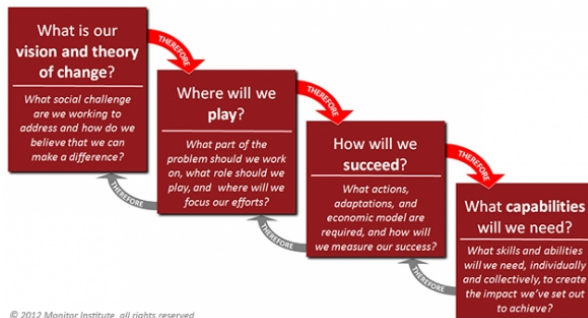 What is our
vision and theory
of change?
What social challenge
are we working to
address and how do we
believe that we can
make a difference?
THEREFORE
Where will we
play?
What part of the
problem should we work
on, what role should we
play, and where will we
focus our efforts?
THEREFORE
THEREFORE
How will we
succeed?
What actions,
adaptations, and
economic model are
required, and how will
we measure our success?
THEREFORE
THEREFORE
What capabilities
will we need?
What skills and abilities
will we need, individually
and collectively, to create
the impact we've set out
to achieve?
THEREFORE
© 2012 Monitor Institute, all rights reserved